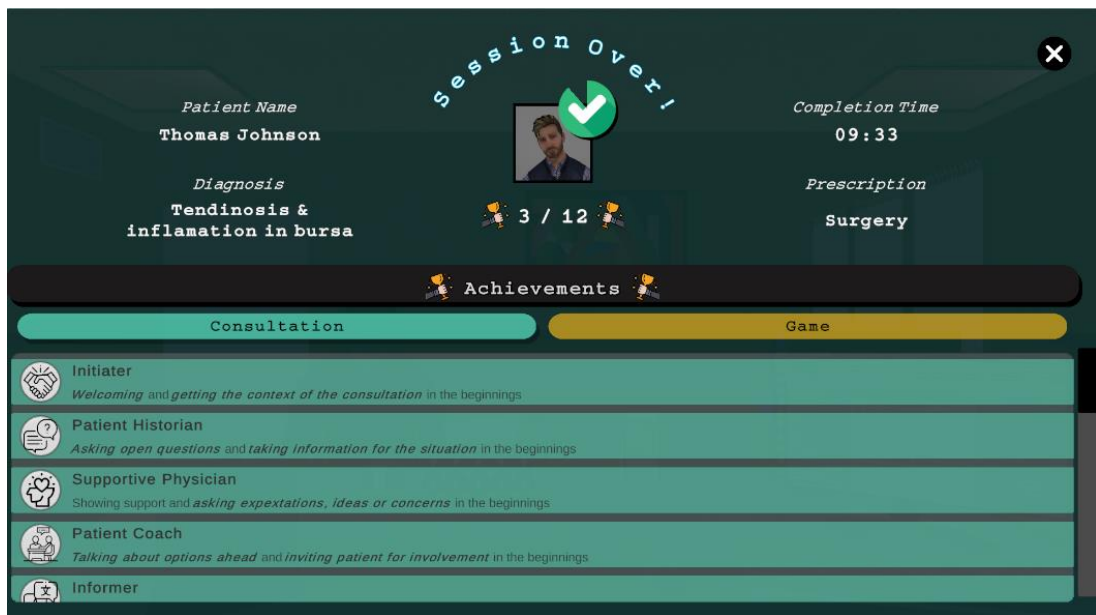 Session Over!
Patient Name
Thomas Johnson
Completion Time
09:33
Diagnosis
Tendinosis &
inflamation in bursa
3 / 12
Prescription
Surgery
Achievements
Consultation
Game
Initiater
Welcoming and getting the context of the consultation in the beginnings
Patient Historian
Asking open questions and taking information for the situation in the beginnings
Supportive Physician
Showing support and asking expextations, ideas or concerns in the beginnings
Patient Coach
Talking about options ahead and inviting patient for involvement in the beginnings
Informer